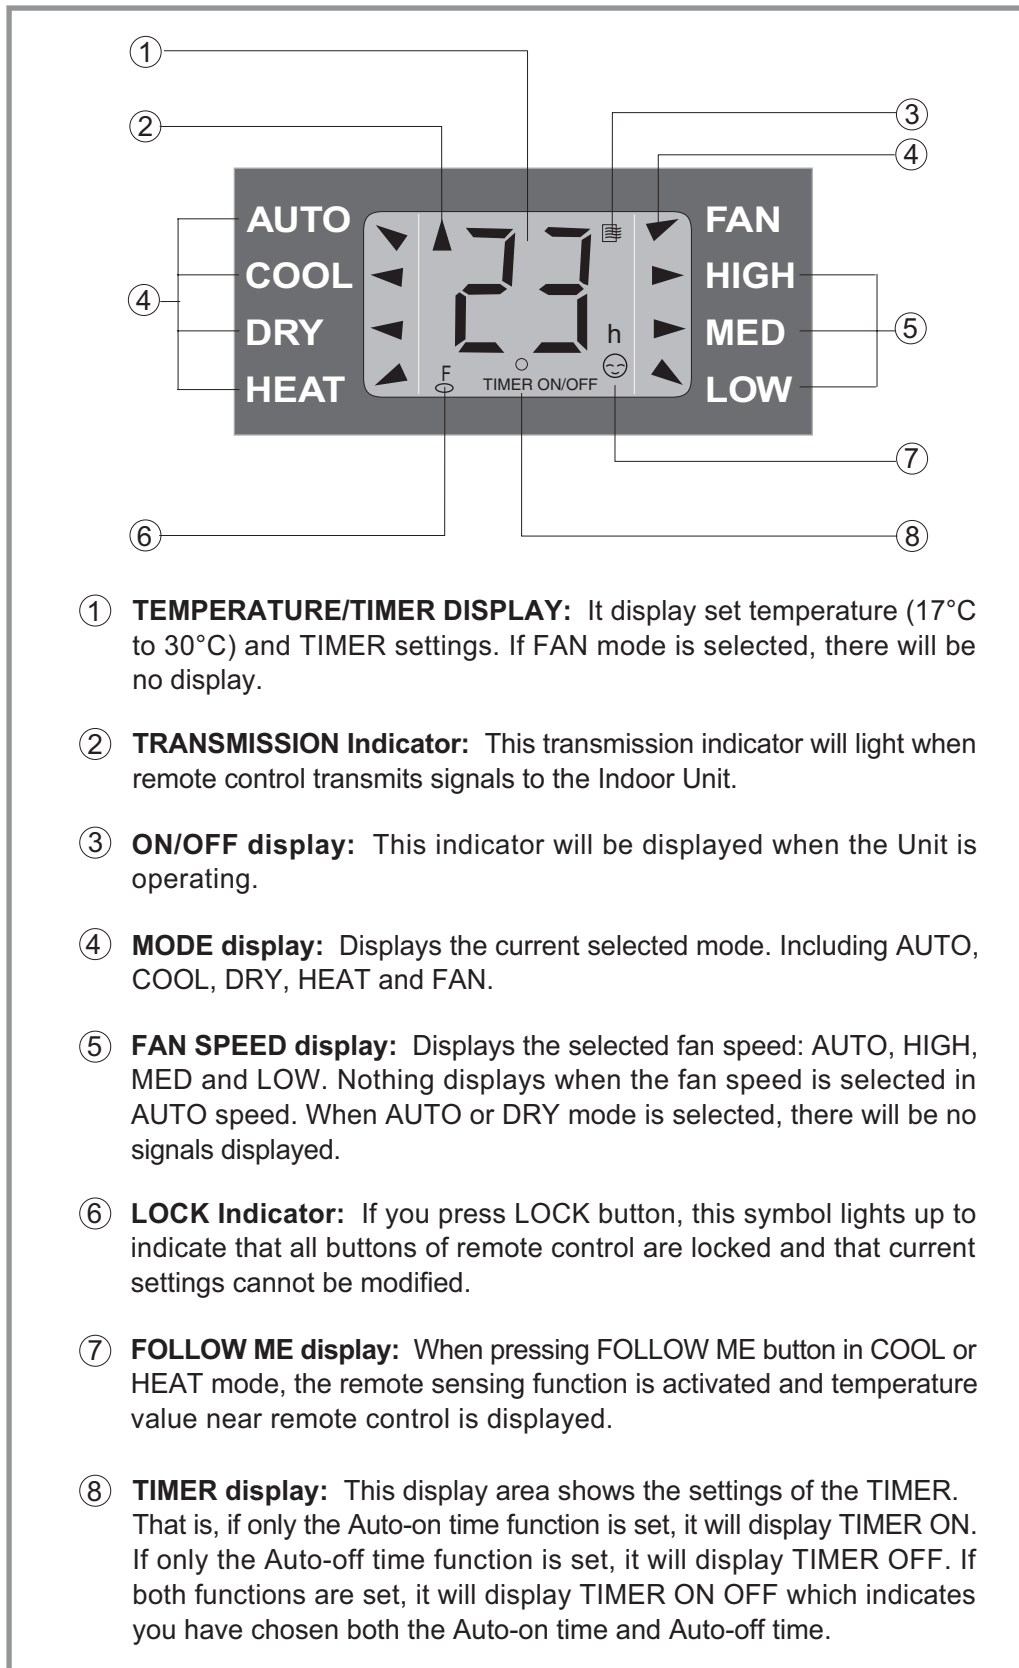 ①
②
③
④
AUTO
FAN
COOL
HIGH
23
④
⑤
DRY
MED
h
HEAT
F
TIMER ON/OFF
LOW
⑦
⑥
⑧
① TEMPERATURE/TIMER DISPLAY: It display set temperature (17°C
to 30°C) and TIMER settings. If FAN mode is selected, there will be
no display.
② TRANSMISSION Indicator: This transmission indicator will light when
remote control transmits signals to the Indoor Unit.
③ ON/OFF display: This indicator will be displayed when the Unit is
operating.
④ MODE display: Displays the current selected mode. Including AUTO,
COOL, DRY, HEAT and FAN.
⑤ FAN SPEED display: Displays the selected fan speed: AUTO, HIGH,
MED and LOW. Nothing displays when the fan speed is selected in
AUTO speed. When AUTO or DRY mode is selected, there will be no
signals displayed.
⑥ LOCK Indicator: If you press LOCK button, this symbol lights up to
indicate that all buttons of remote control are locked and that current
settings cannot be modified.
⑦ FOLLOW ME display: When pressing FOLLOW ME button in COOL or
HEAT mode, the remote sensing function is activated and temperature
value near remote control is displayed.
⑧ TIMER display: This display area shows the settings of the TIMER.
That is, if only the Auto-on time function is set, it will display TIMER ON.
If only the Auto-off time function is set, it will display TIMER OFF. If
both functions are set, it will display TIMER ON OFF which indicates
you have chosen both the Auto-on time and Auto-off time.